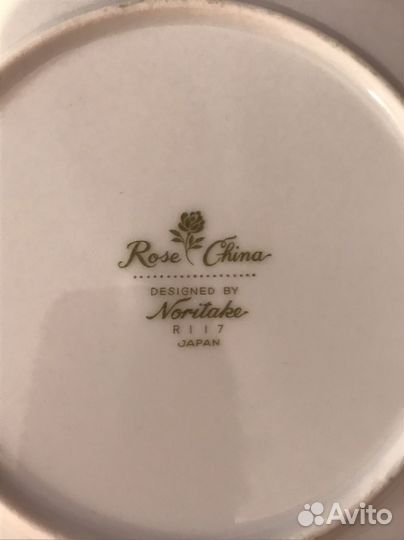 Rose China
DESIGNED BY
Noritake
R117
JAPAN
Avito